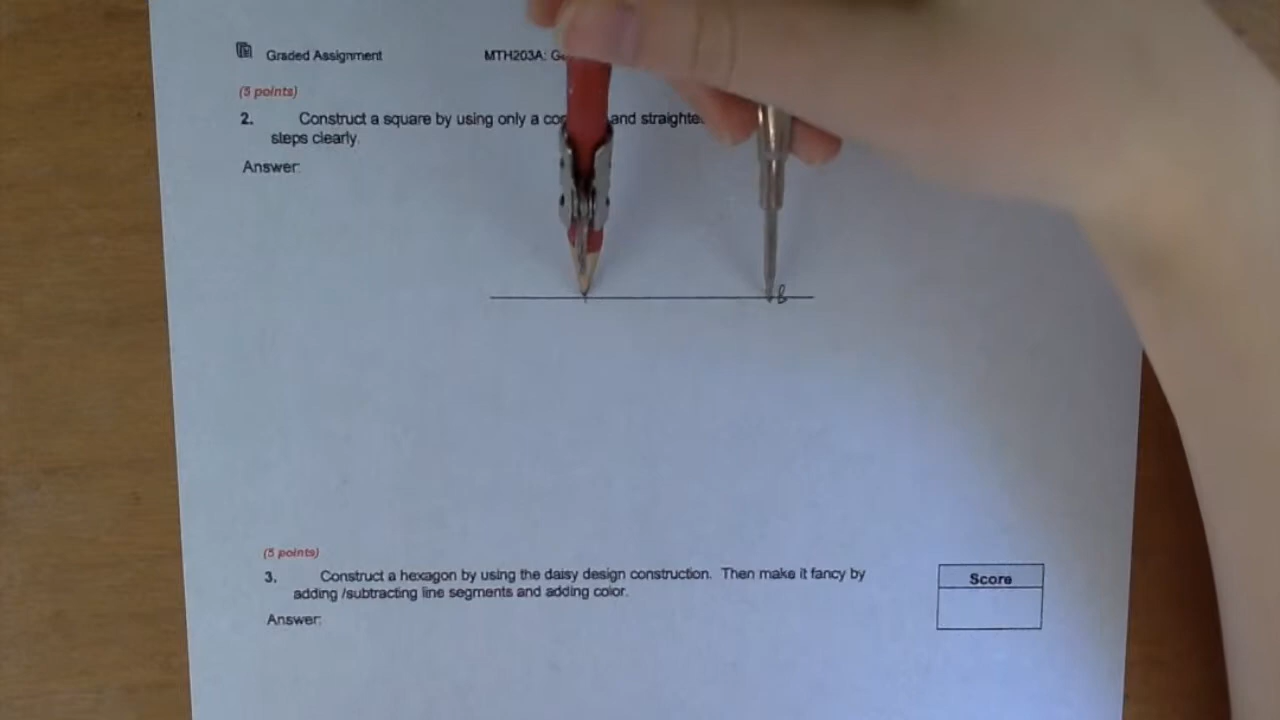 Graded Assignment MTH203A:
(5 points)
2. Construct a square by using only a and
steps clearly.
Answer:
B
(5 points)
3. Construct a hexagon by using the daisy design construction. Then make it fancy by
adding /subtracting line segments and adding color.
Answer:
Score